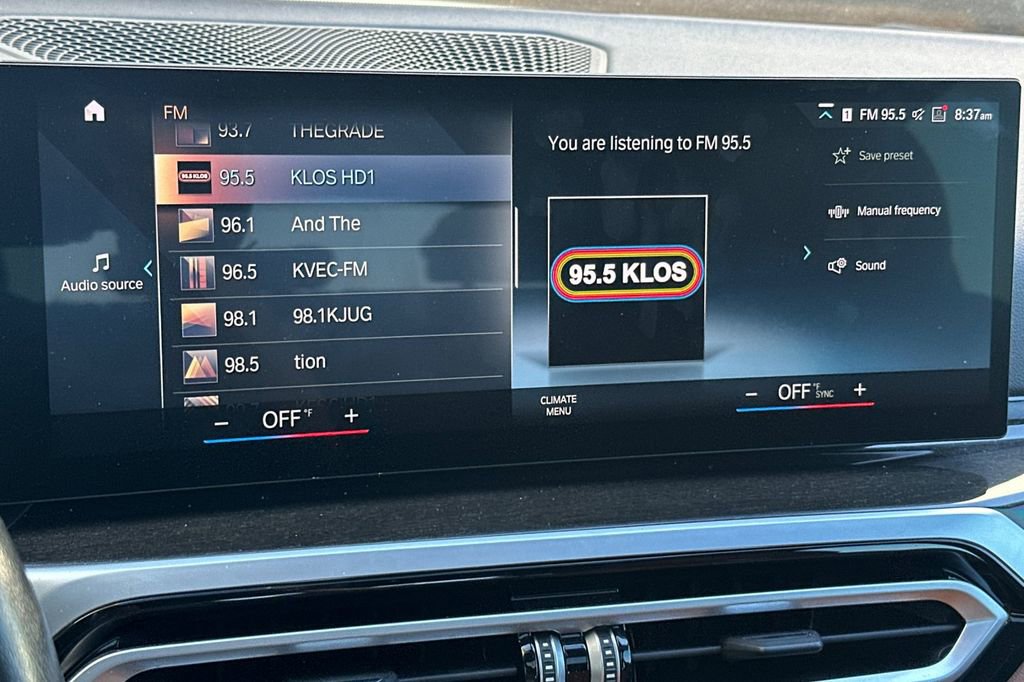 FM
1 FM 95.5 8:37am
93.7 THEGRADE
95.5 KLOS 95.5 KLOS HD1
96.1 And The
96.5 KVEC-FM
98.1 98.1KJUG
98.5 tion
Audio source
You are listening to FM 95.5
95.5 KLOS
Save preset
Manual frequency
Sound
− OFF °F +
CLIMATE
MENU
− OFF °F SYNC +